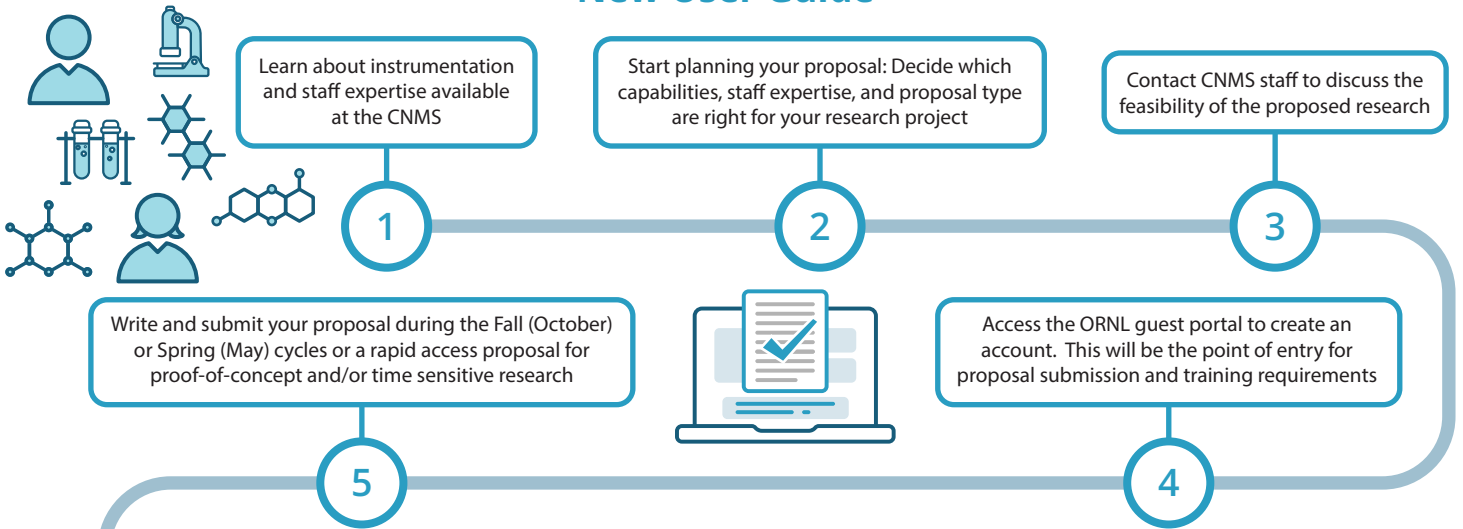 New User Guide
Learn about instrumentation
and staff expertise available
at the CNMS
Start planning your proposal: Decide which
capabilities, staff expertise, and proposal type
are right for your research project
Contact CNMS staff to discuss the
feasibility of the proposed research
1
2
3
Access the ORNL guest portal to create an
account.  This will be the point of entry for
proposal submission and training requirements
4
Write and submit your proposal during the Fall (October)
or Spring (May) cycles or a rapid access proposal for
proof-of-concept and/or time sensitive research
5